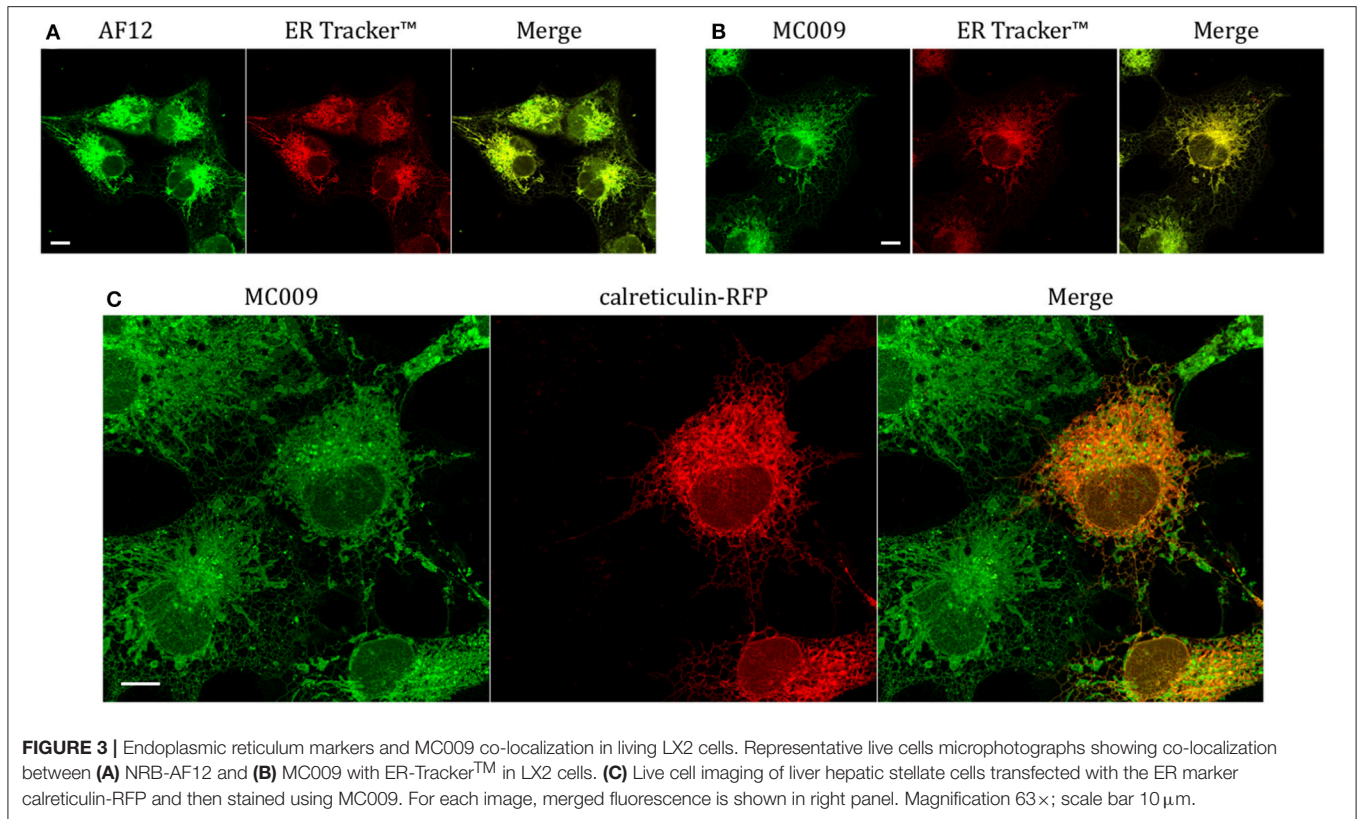 A AF12 ER Tracker™ Merge
B MC009 ER Tracker™ Merge
C MC009 calreticulin-RFP Merge
FIGURE 3 | Endoplasmic reticulum markers and MC009 co-localization in living LX2 cells. Representative live cells microphotographs showing co-localization
between (A) NRB-AF12 and (B) MC009 with ER-Tracker™ in LX2 cells. (C) Live cell imaging of liver hepatic stellate cells transfected with the ER marker
calreticulin-RFP and then stained using MC009. For each image, merged fluorescence is shown in right panel. Magnification 63×; scale bar 10 μm.